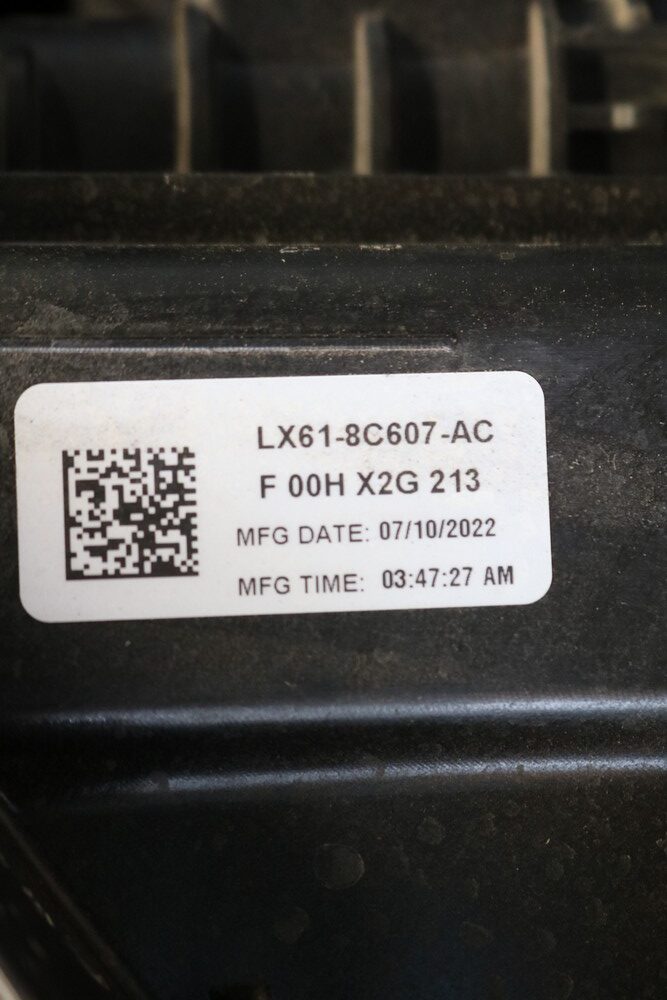 LX61-8C607-AC
F 00H X2G 213
MFG DATE: 07/10/2022
MFG TIME: 03:47:27 AM